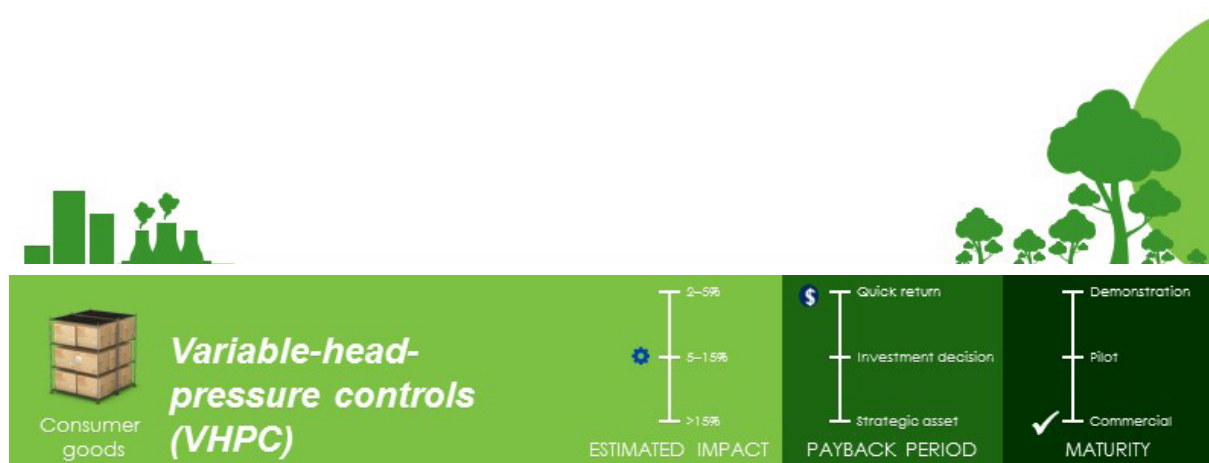 Variable-head-
pressure controls
(VHPC)
Consumer
goods
2–5%
5–15%
>15%
ESTIMATED IMPACT
$
Quick return
Investment decision
Strategic asset
PAYBACK PERIOD
Demonstration
Pilot
Commercial
MATURITY